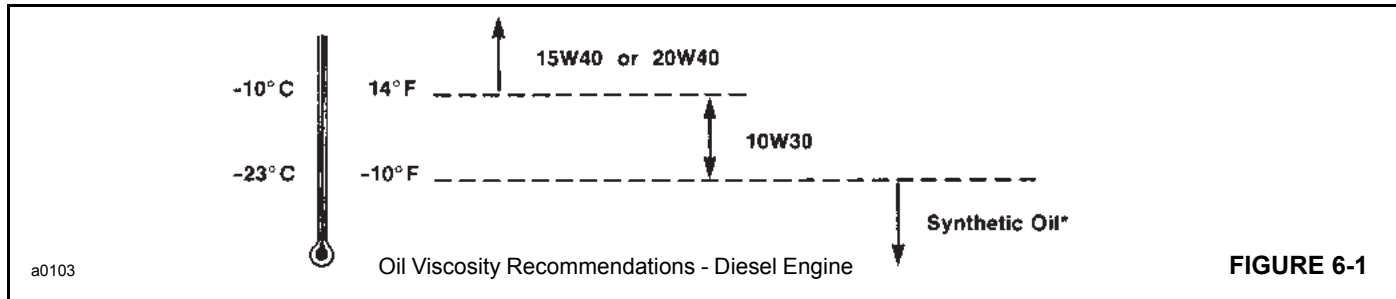 15W40 or 20W40
-10°C 14°F
10W30
-23°C -10°F
Synthetic Oil*
a0103 Oil Viscosity Recommendations - Diesel Engine FIGURE 6-1